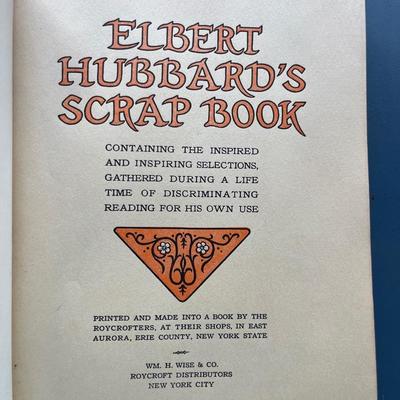 ELBERT
HUBBARD'S
SCRAP BOOK
CONTAINING THE INSPIRED
AND INSPIRING SELECTIONS,
GATHERED DURING A LIFE
TIME OF DISCRIMINATING
READING FOR HIS OWN USE
PRINTED AND MADE INTO A BOOK BY THE
ROYCROFTERS, AT THEIR SHOPS, IN EAST
AURORA, ERIE COUNTY, NEW YORK STATE
WM. H. WISE & CO.
ROYCROFT DISTRIBUTORS
NEW YORK CITY